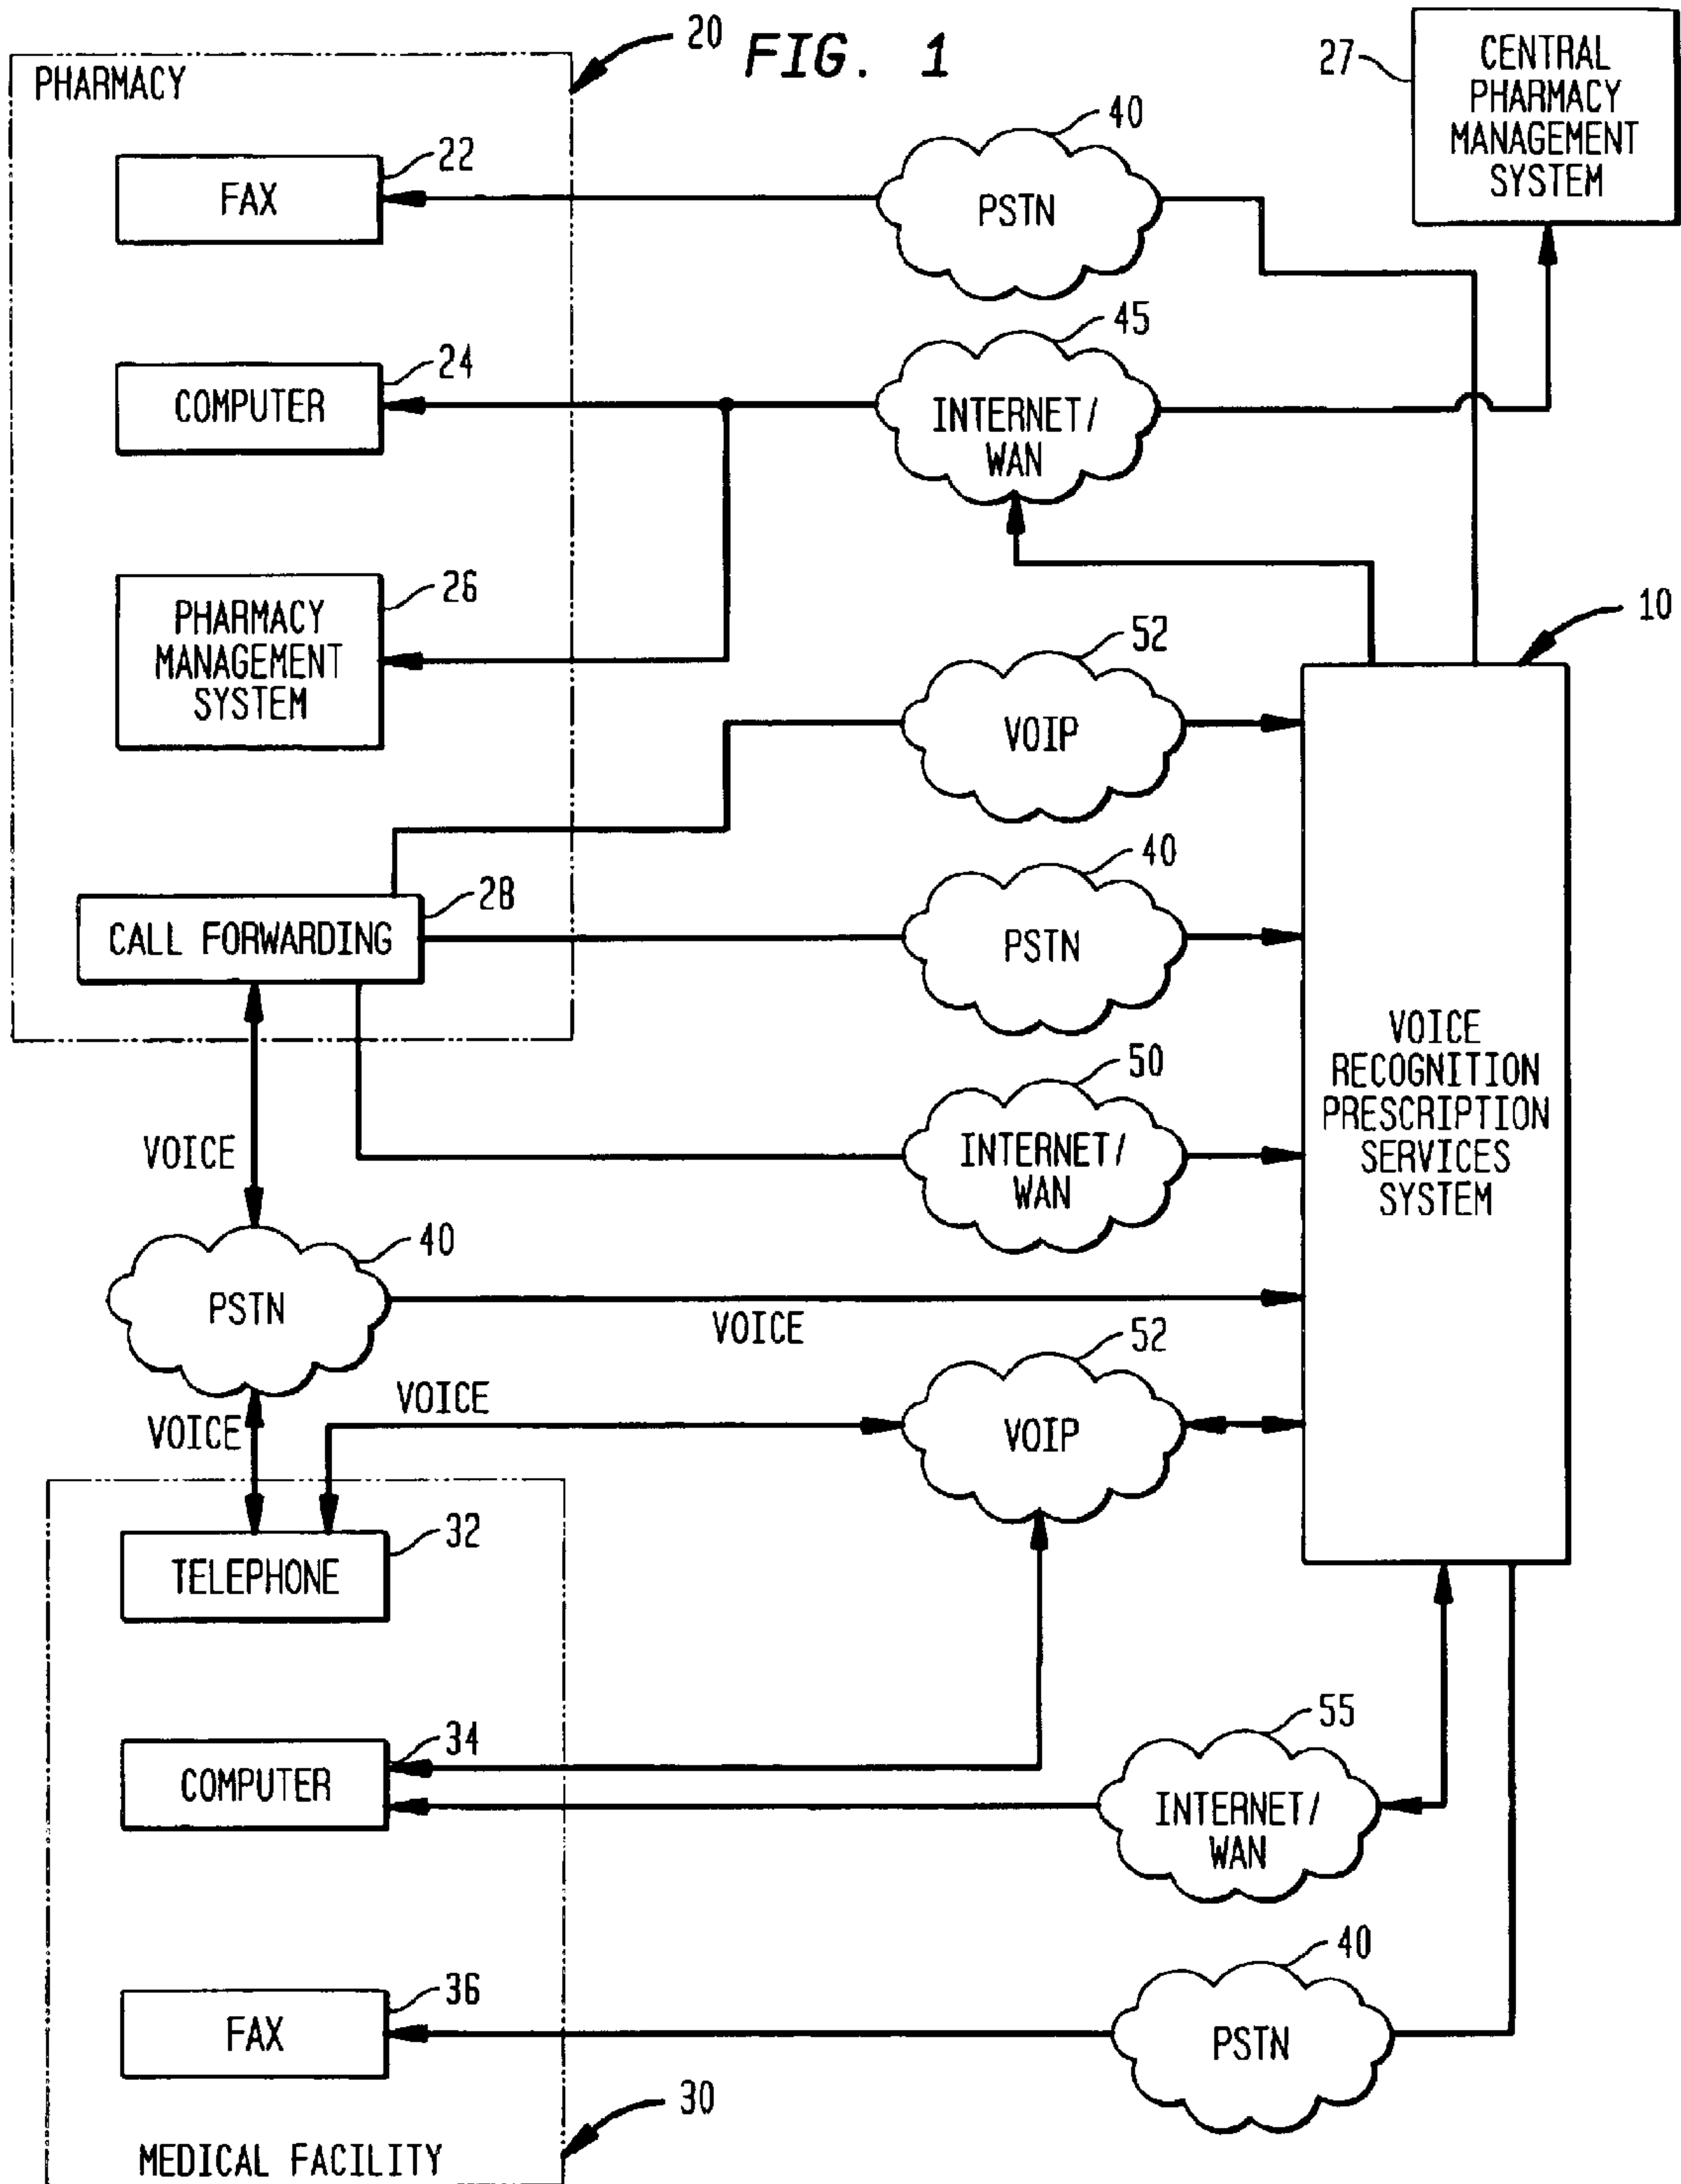 FIG. 1
20
PHARMACY
27
CENTRAL
PHARMACY
MANAGEMENT
SYSTEM
22
FAX
40
PSTN
24
COMPUTER
45
INTERNET/
WAN
26
PHARMACY
MANAGEMENT
SYSTEM
10
52
VOIP
28
CALL FORWARDING
40
PSTN
VOICE
RECOGNITION
PRESCRIPTION
SERVICES
SYSTEM
50
INTERNET/
WAN
VOICE
40
PSTN
VOICE
52
VOIP
VOICE
VOICE
32
TELEPHONE
34
COMPUTER
55
INTERNET/
WAN
36
FAX
40
PSTN
30
MEDICAL FACILITY